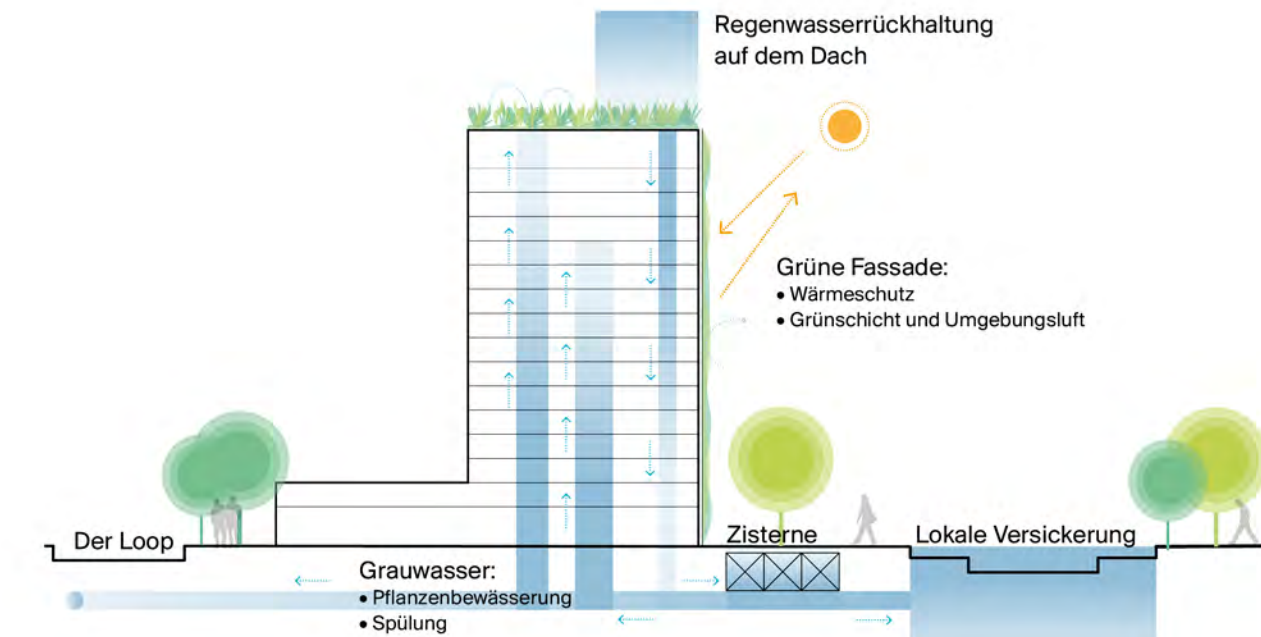 Regenwasserrückhaltung
auf dem Dach
Grüne Fassade:
• Wärmeschutz
• Grünschicht und Umgebungsluft
Der Loop
Zisterne
Lokale Versickerung
Grauwasser:
• Pflanzenbewässerung
• Spülung